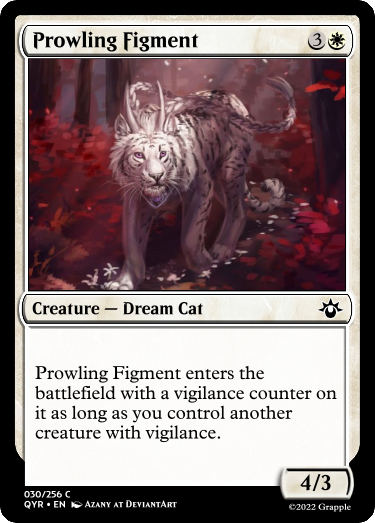 Prowling Figment 3
Creature — Dream Cat
Prowling Figment enters the
battlefield with a vigilance counter on
it as long as you control another
creature with vigilance.
4/3
030/256 C
QYR • EN Azany at DeviantArt
©2022 Grapple